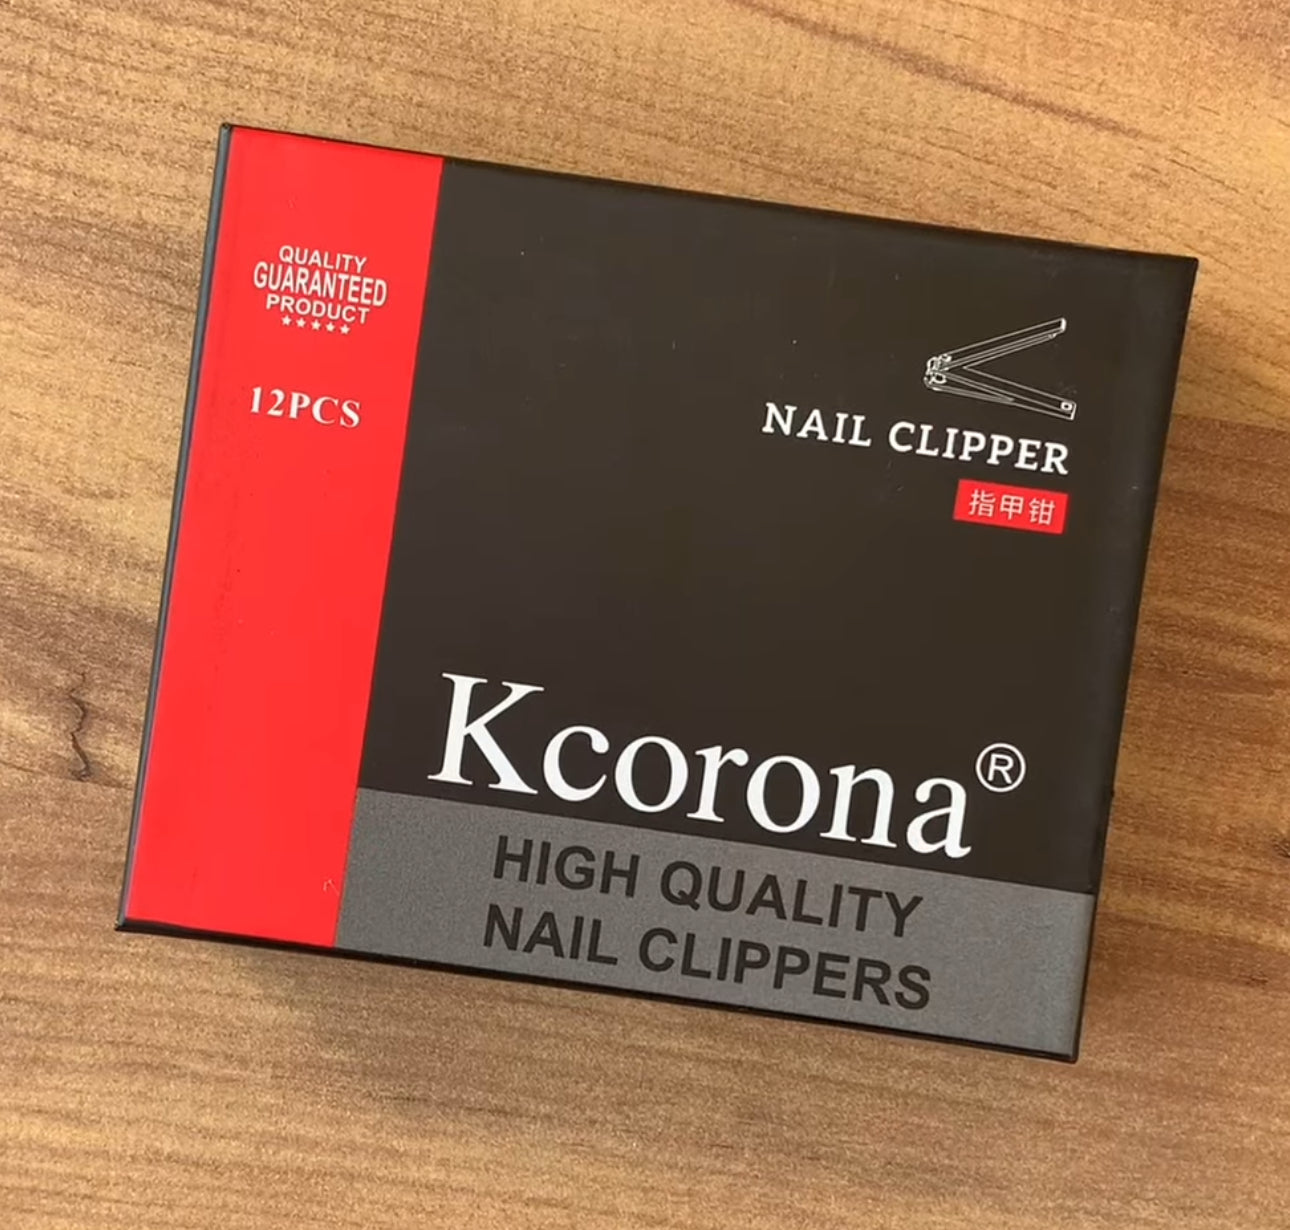 QUALITY
GUARANTEED
PRODUCT
12PCS
NAIL CLIPPER
指甲钳
Kcorona®
HIGH QUALITY
NAIL CLIPPERS